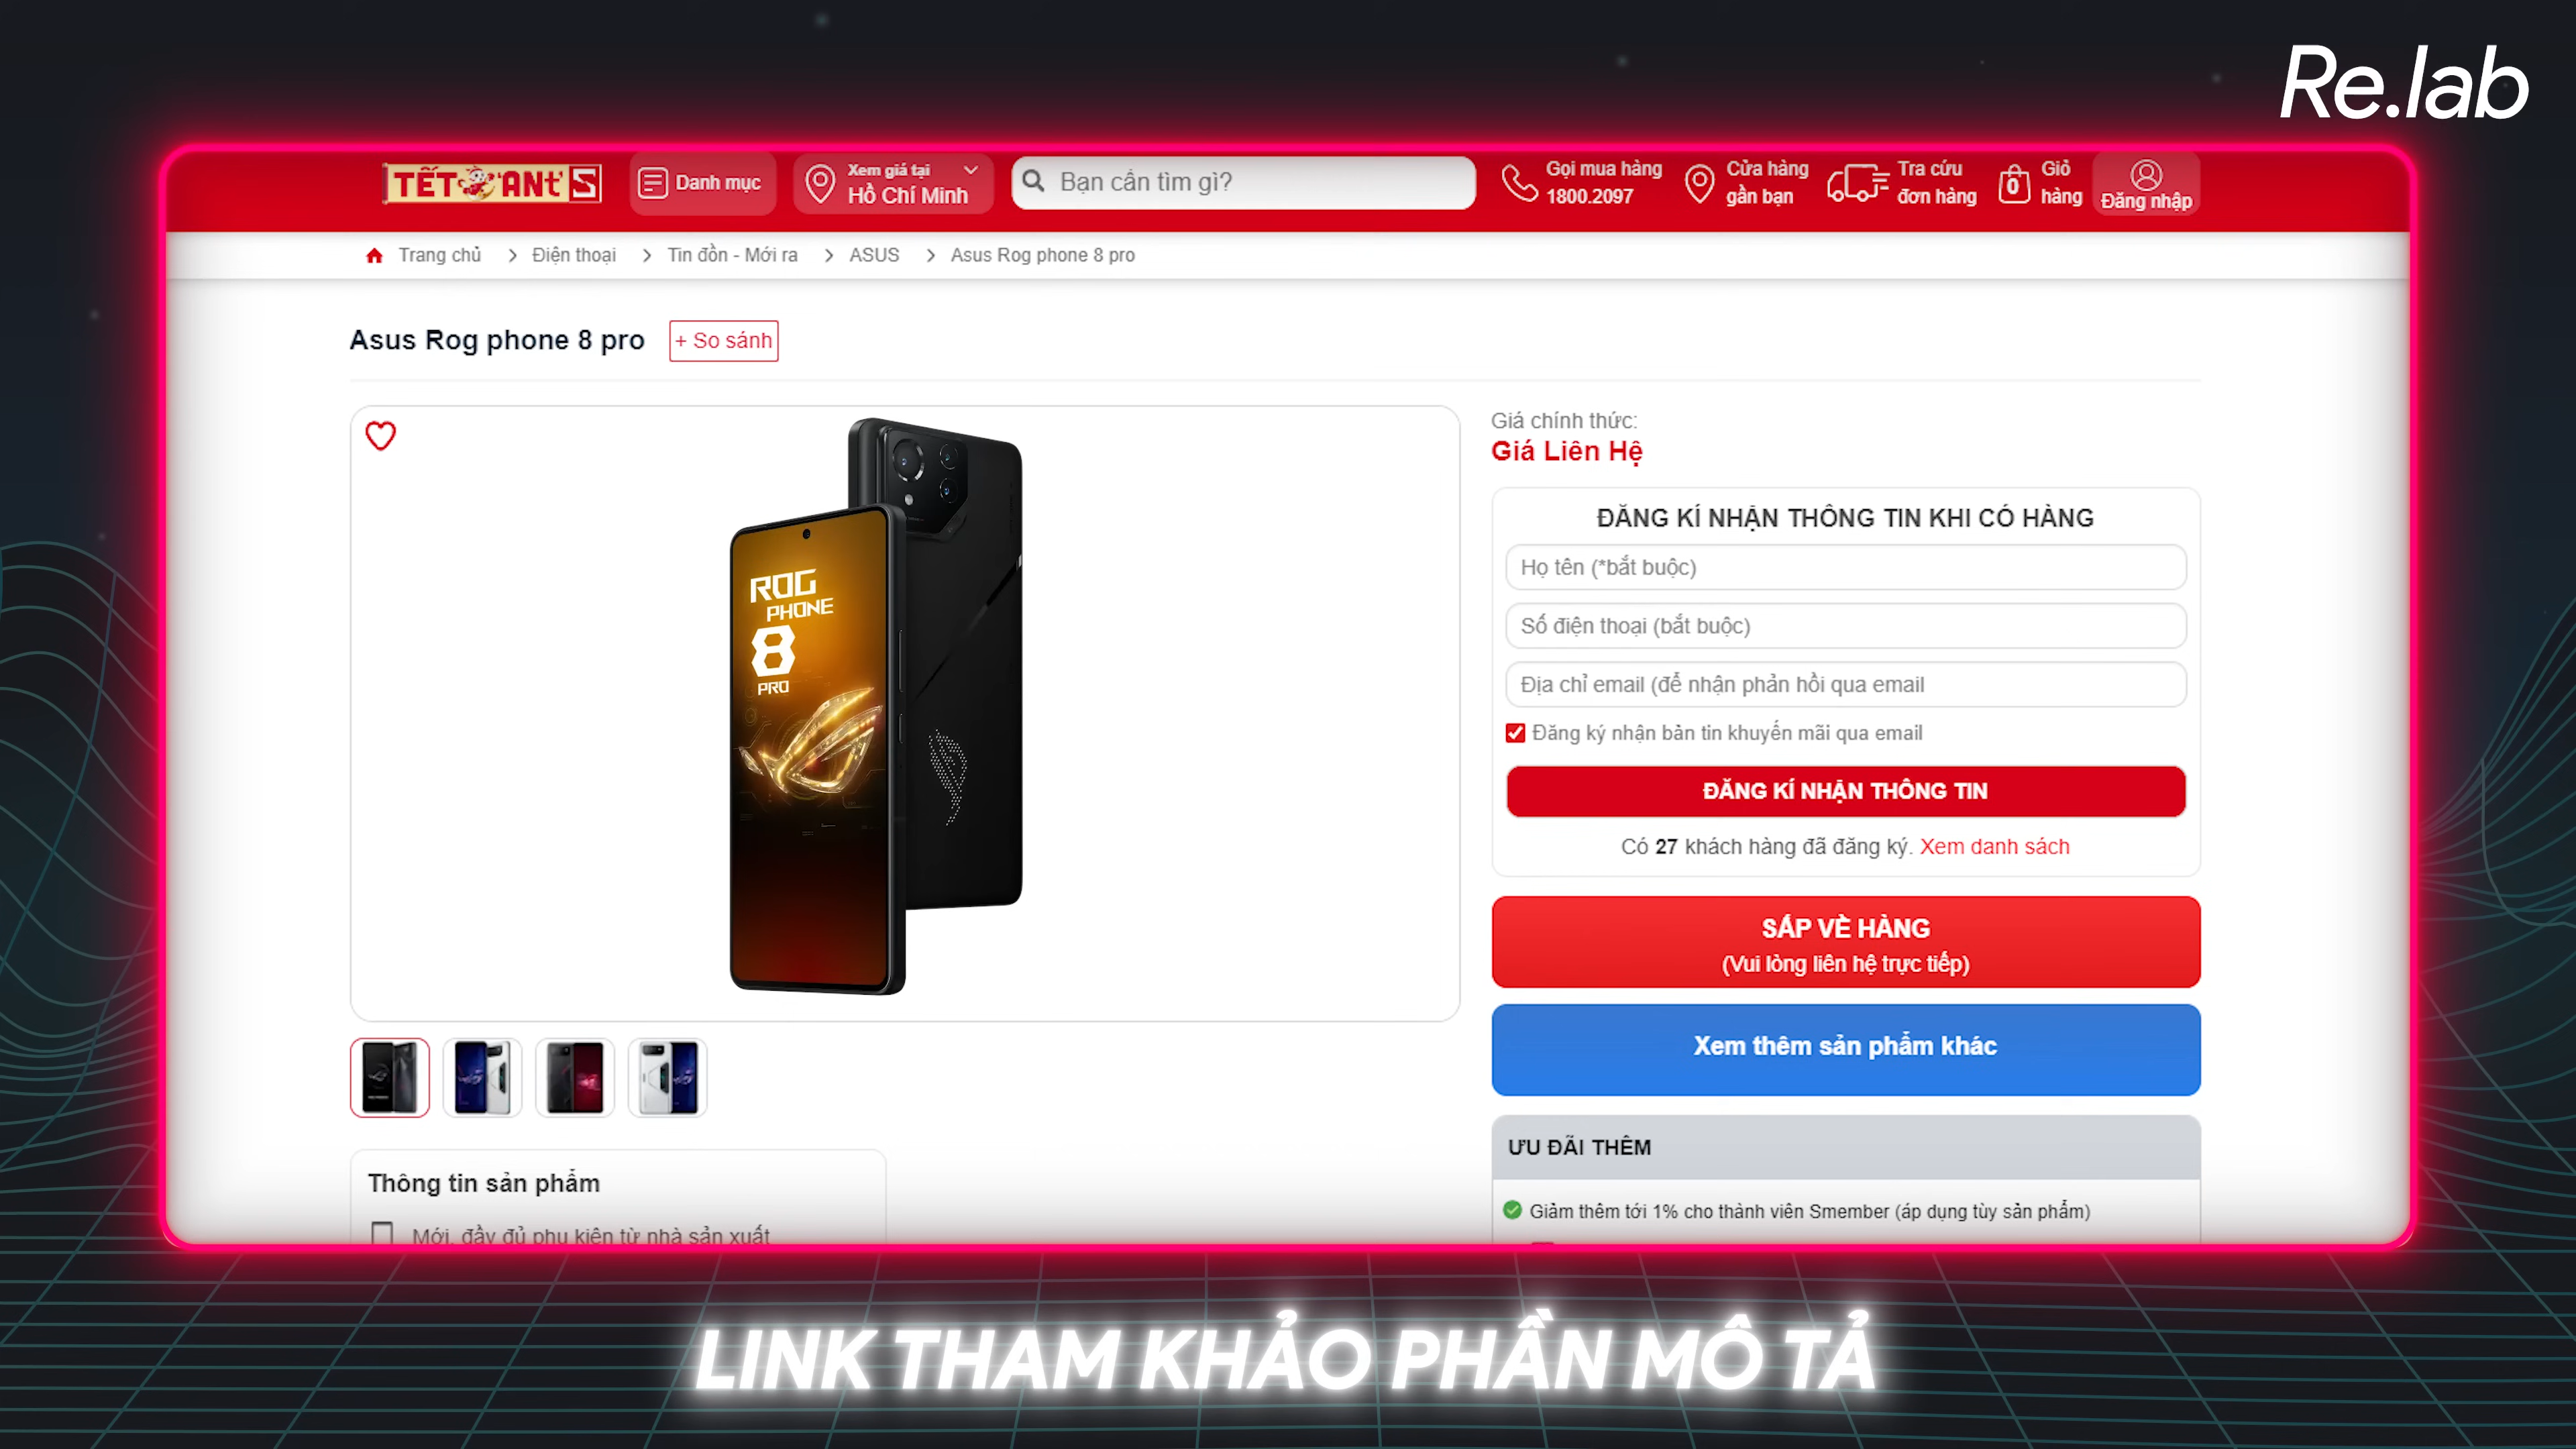 Re.lab
TẾT ANT S
Danh mục
Xem giá tại
Hồ Chí Minh
Bạn cần tìm gì?
Gọi mua hàng
1800.2097
Cửa hàng
gần bạn
Tra cứu
đơn hàng
0
Giỏ
hàng
Đăng nhập
Trang chủ > Điện thoại > Tin đồn - Mới ra > ASUS > Asus Rog phone 8 pro
Asus Rog phone 8 pro
+ So sánh
ROG
PHONE
8
PRO
Giá chính thức:
Giá Liên Hệ
ĐĂNG KÍ NHẬN THÔNG TIN KHI CÓ HÀNG
Họ tên (*bắt buộc)
Số điện thoại (bắt buộc)
Địa chỉ email (để nhận phản hồi qua email
Đăng ký nhận bản tin khuyến mãi qua email
ĐĂNG KÍ NHẬN THÔNG TIN
Có 27 khách hàng đã đăng ký. Xem danh sách
SẮP VỀ HÀNG
(Vui lòng liên hệ trực tiếp)
Xem thêm sản phẩm khác
ƯU ĐÃI THÊM
Giảm thêm tới 1% cho thành viên Smember (áp dụng tùy sản phẩm)
Thông tin sản phẩm
Mới, đầy đủ phụ kiện từ nhà sản xuất
LINK THAM KHẢO PHẦN MÔ TẢ